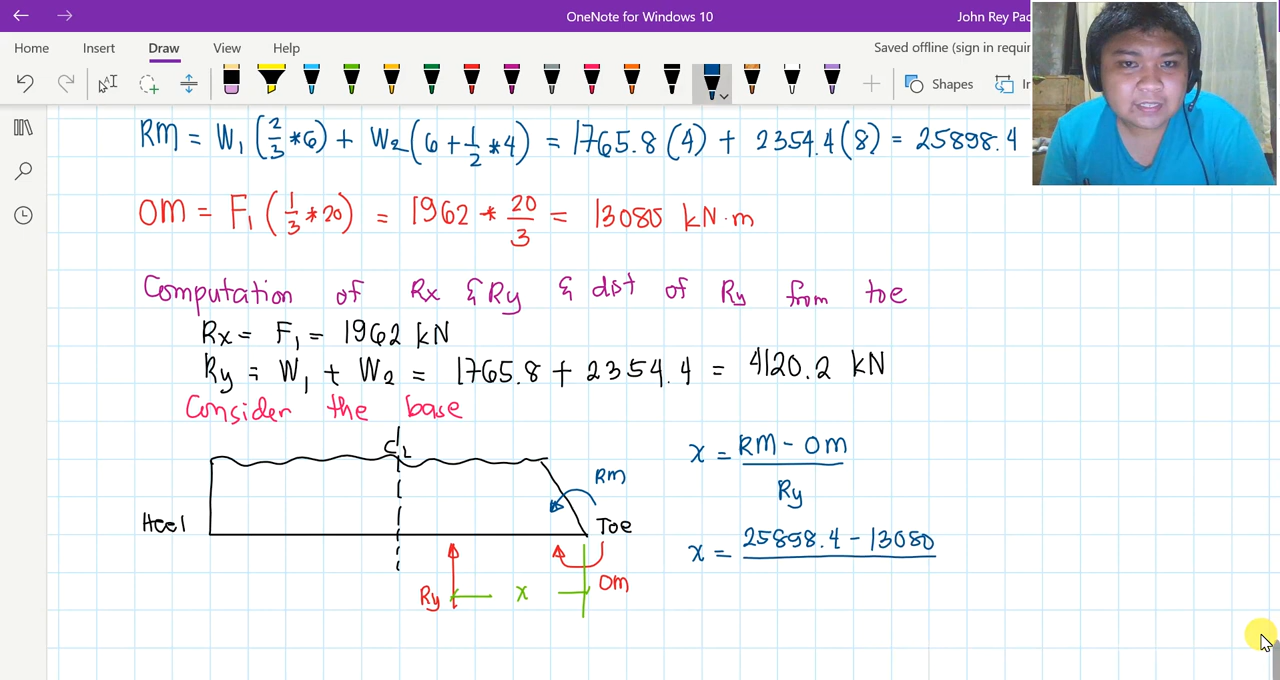 OneNote for Windows 10
John Rey Pac
Home Insert Draw View Help
Saved offline (sign in requir
Shapes
In
RM = W₁ (2/3 * 6) + W₂ (6 + 1/2 * 4) = 1765.8 (4) + 2354.4 (8) = 25898.4
OM = F₁ (1/3 * 20) = 1962 * 20/3 = 13080 kN·m
Computation of Rx & Ry & dist of Ry from toe
Rx = F₁ = 1962 kN
Ry = W₁ + W₂ = 1765.8 + 2354.4 = 4120.2 kN
Consider the base
CL
x = RM - OM / Ry
RM
Heel
Toe
x = 25898.4 - 13080
Ry
x
OM